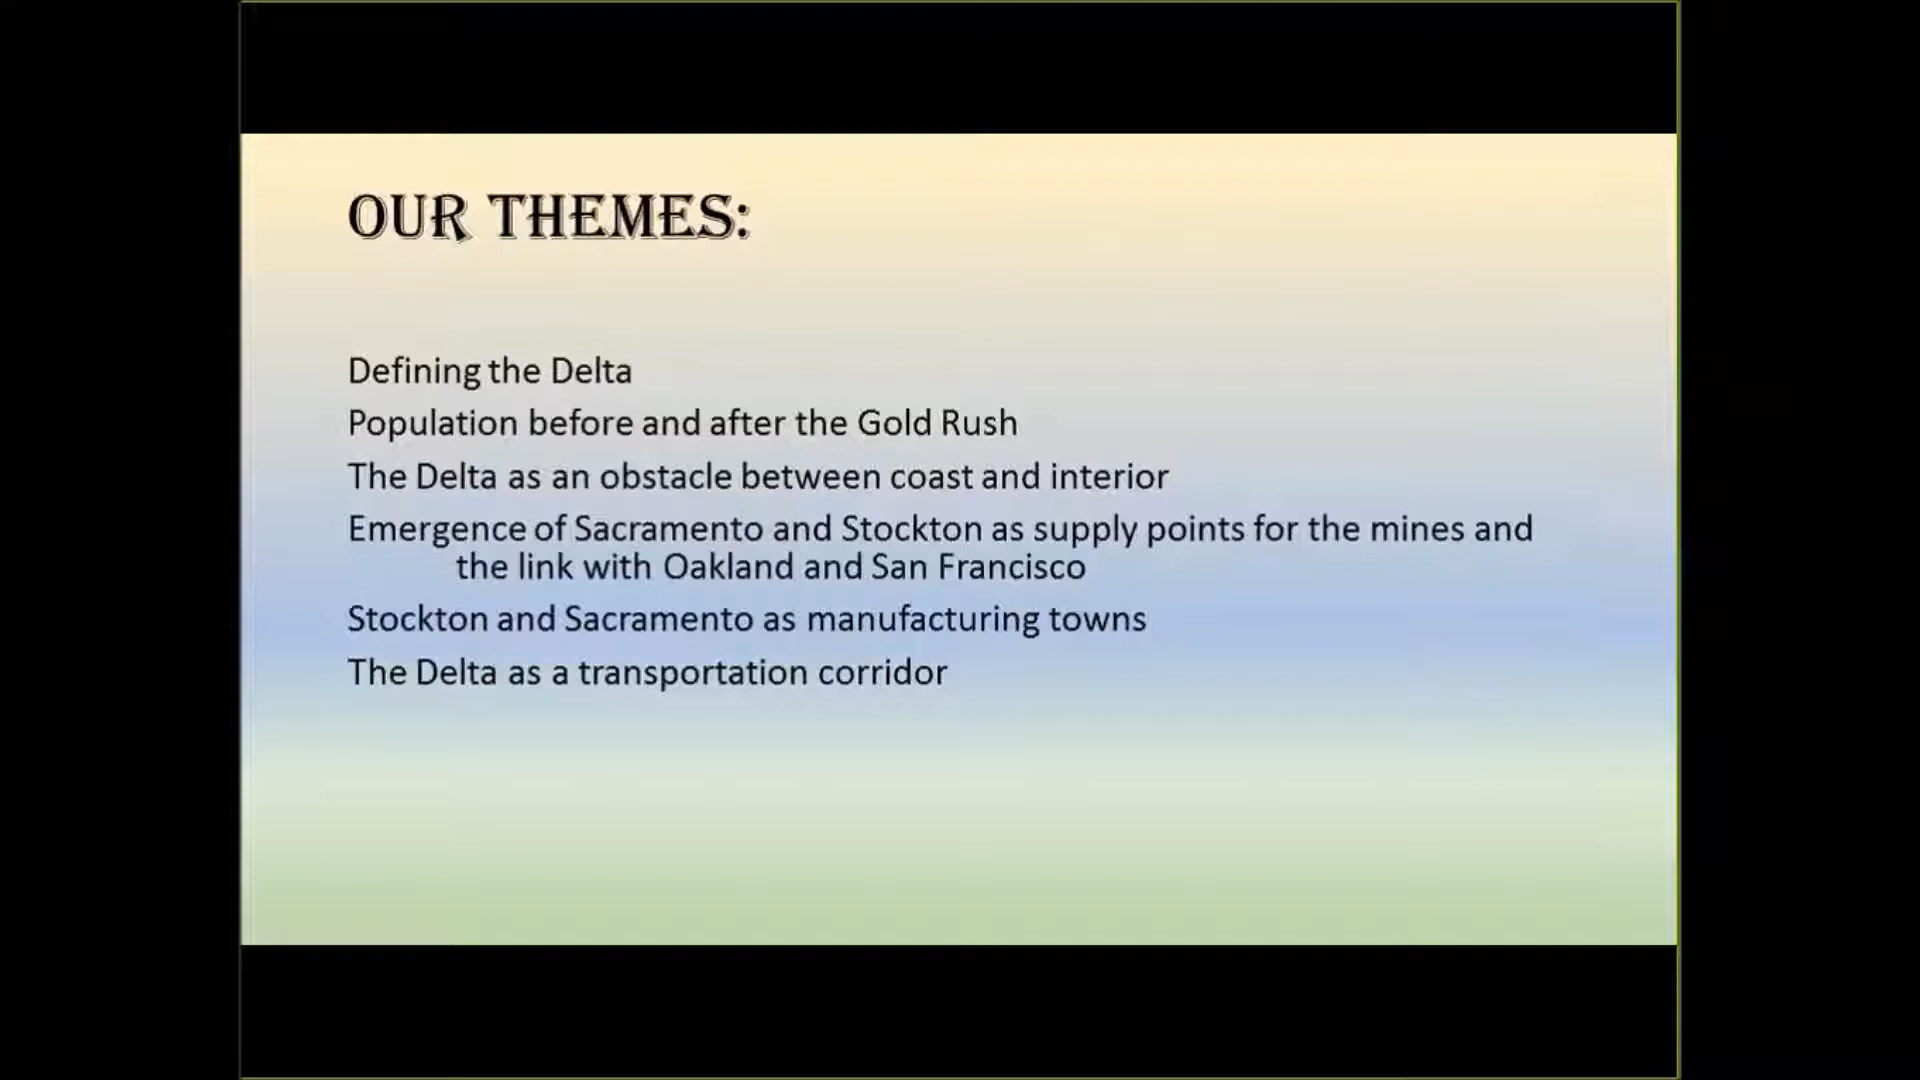 OUR THEMES:
Defining the Delta
Population before and after the Gold Rush
The Delta as an obstacle between coast and interior
Emergence of Sacramento and Stockton as supply points for the mines and
the link with Oakland and San Francisco
Stockton and Sacramento as manufacturing towns
The Delta as a transportation corridor